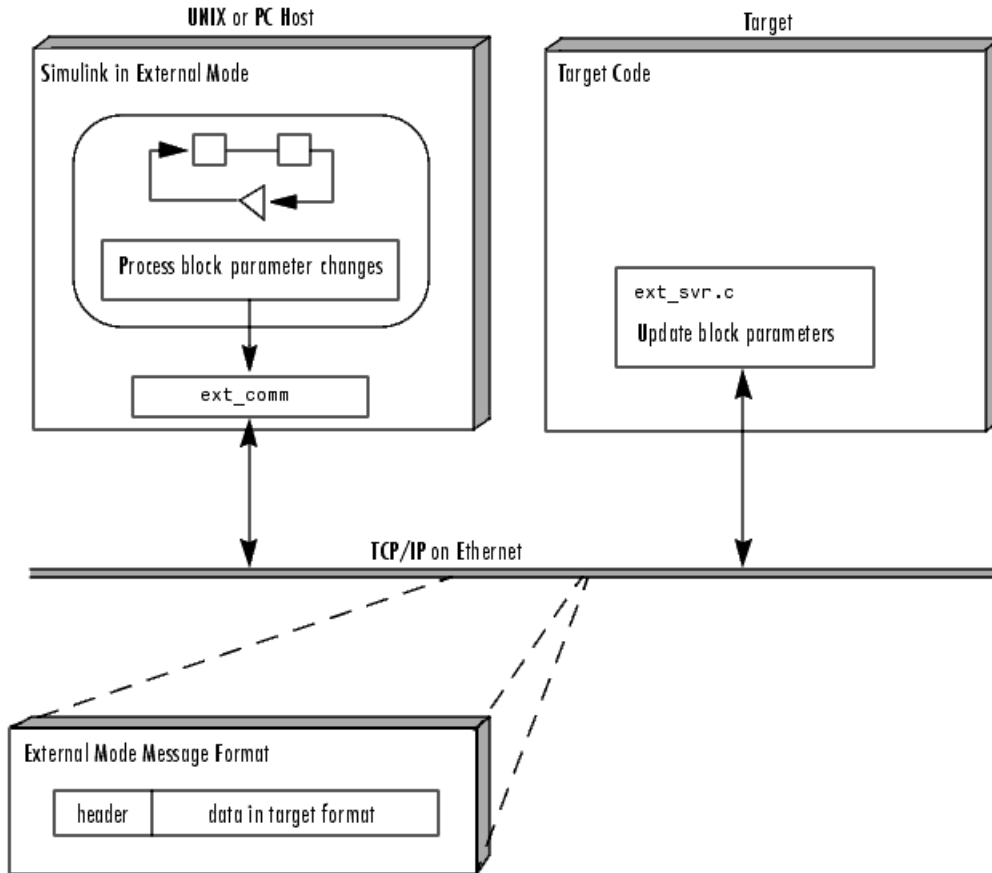 UNIX or PC Host
Simulink in External Mode
Process block parameter changes
ext_comm
Target
Target Code
ext_svr.c
Update block parameters
TCP/IP on Ethernet
External Mode Message Format
header
data in target format